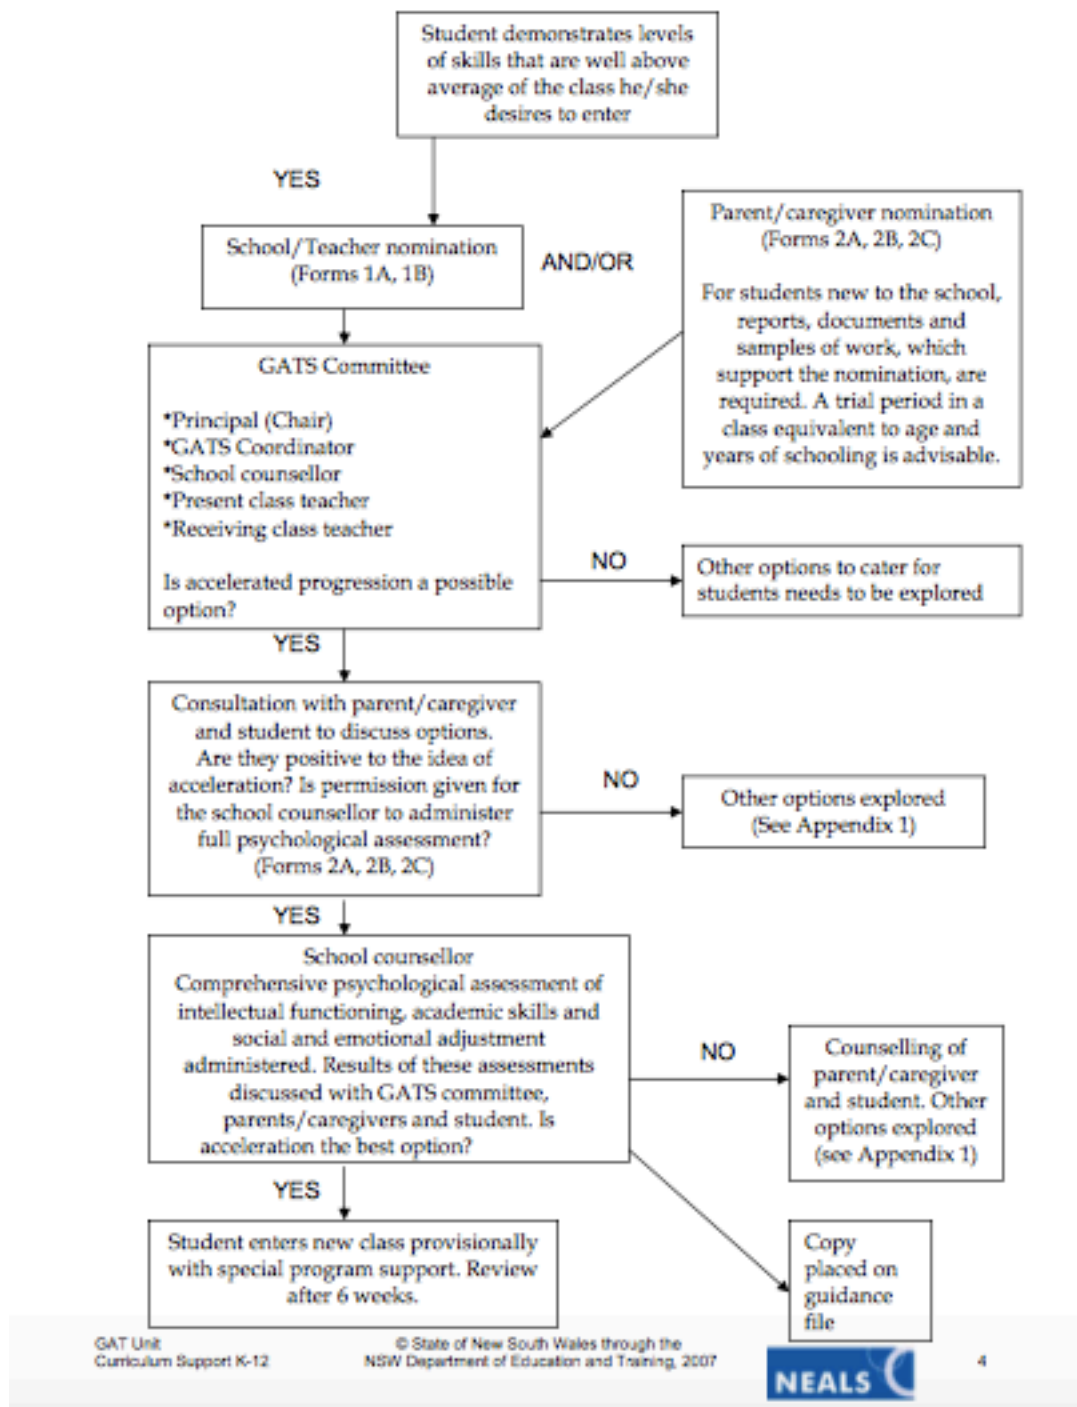 Student demonstrates levels
of skills that are well above
average of the class he/she
desires to enter
YES
School/Teacher nomination
(Forms 1A, 1B)
AND/OR
Parent/caregiver nomination
(Forms 2A, 2B, 2C)
For students new to the school,
reports, documents and
samples of work, which
support the nomination, are
required. A trial period in a
class equivalent to age and
years of schooling is advisable.
GATS Committee
*Principal (Chair)
*GATS Coordinator
*School counsellor
*Present class teacher
*Receiving class teacher
Is accelerated progression a possible
option?
NO
Other options to cater for
students needs to be explored
YES
Consultation with parent/caregiver
and student to discuss options.
Are they positive to the idea of
acceleration? Is permission given for
the school counsellor to administer
full psychological assessment?
(Forms 2A, 2B, 2C)
NO
Other options explored
(See Appendix 1)
YES
School counsellor
Comprehensive psychological assessment of
intellectual functioning, academic skills and
social and emotional adjustment
administered. Results of these assessments
discussed with GATS committee,
parents/caregivers and student. Is
acceleration the best option?
NO
Counselling of
parent/caregiver
and student. Other
options explored
(see Appendix 1)
YES
Student enters new class provisionally
with special program support. Review
after 6 weeks.
Copy
placed on
guidance
file
GAT Unit
Curriculum Support K-12
© State of New South Wales through the
NSW Department of Education and Training, 2007
NEALS
4